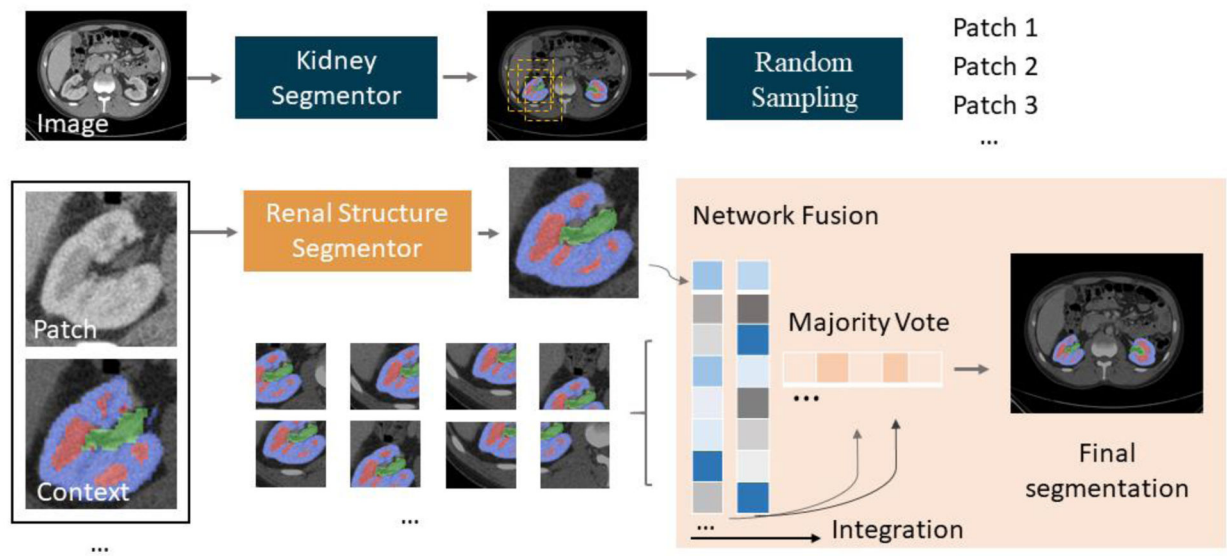 Image
Kidney
Segmentor
Random
Sampling
Patch 1
Patch 2
Patch 3
...
Patch
Context
...
Renal Structure
Segmentor
...
Network Fusion
Majority Vote
...
...
Integration
Final
segmentation